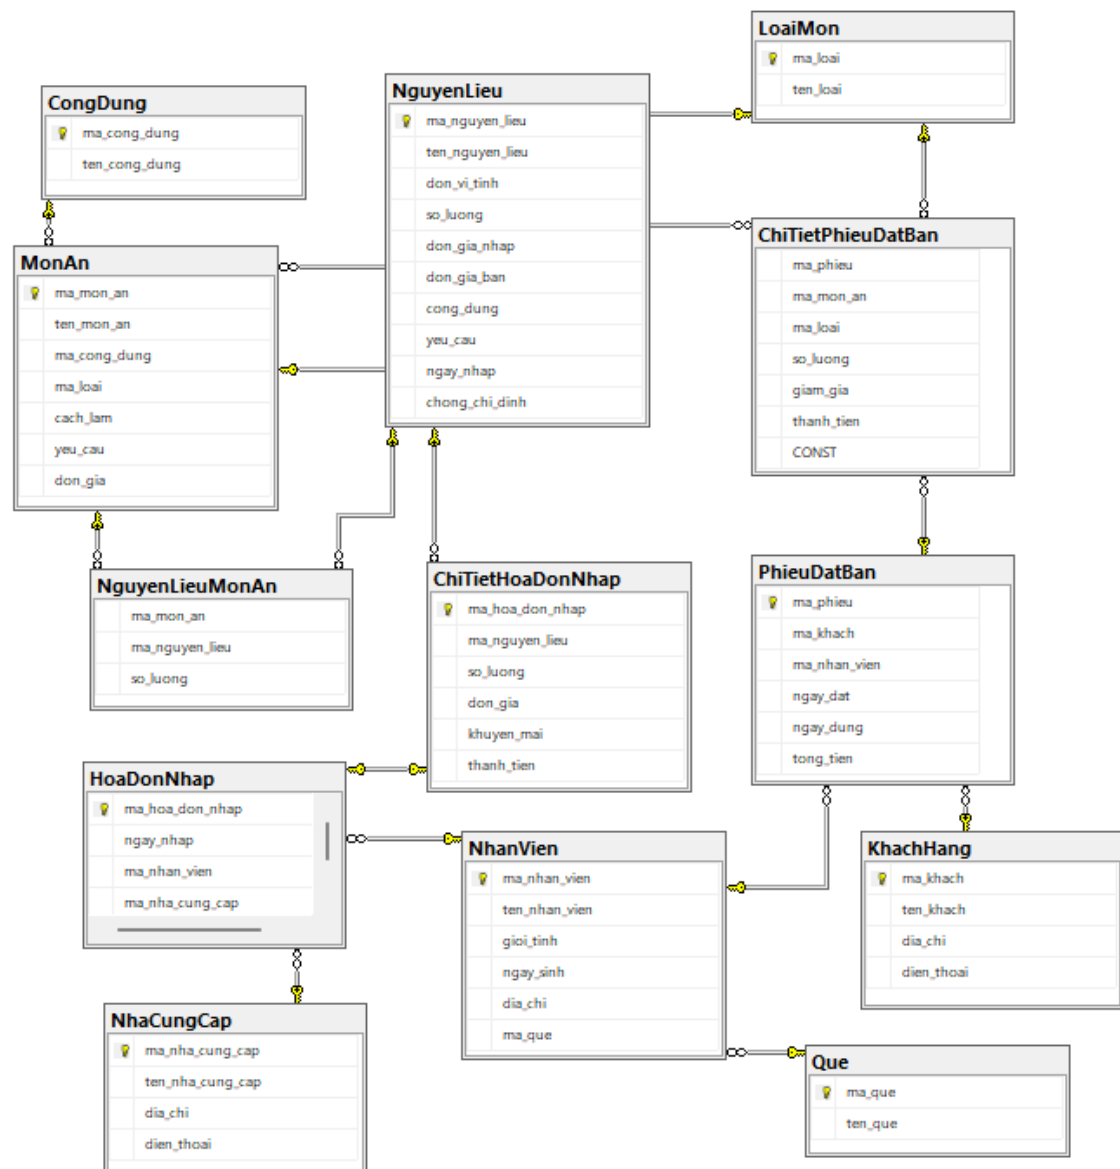 LoaiMon
ma_loai
ten_loai
NguyenLieu
ma_nguyen_lieu
ten_nguyen_lieu
don_vi_tinh
so_luong
don_gia_nhap
don_gia_ban
cong_dung
yeu_cau
ngay_nhap
chong_chi_dinh
CongDung
ma_cong_dung
ten_cong_dung
ChiTietPhieuDatBan
ma_phieu
ma_mon_an
ma_loai
so_luong
giam_gia
thanh_tien
CONST
MonAn
ma_mon_an
ten_mon_an
ma_cong_dung
ma_loai
cach_lam
yeu_cau
don_gia
NguyenLieuMonAn
ma_mon_an
ma_nguyen_lieu
so_luong
ChiTietHoaDonNhap
ma_hoa_don_nhap
ma_nguyen_lieu
so_luong
don_gia
khuyen_mai
thanh_tien
PhieuDatBan
ma_phieu
ma_khach
ma_nhan_vien
ngay_dat
ngay_dung
tong_tien
HoaDonNhap
ma_hoa_don_nhap
ngay_nhap
ma_nhan_vien
ma_nha_cung_cap
NhanVien
ma_nhan_vien
ten_nhan_vien
gioi_tinh
ngay_sinh
dia_chi
ma_que
KhachHang
ma_khach
ten_khach
dia_chi
dien_thoai
NhaCungCap
ma_nha_cung_cap
ten_nha_cung_cap
dia_chi
dien_thoai
Que
ma_que
ten_que